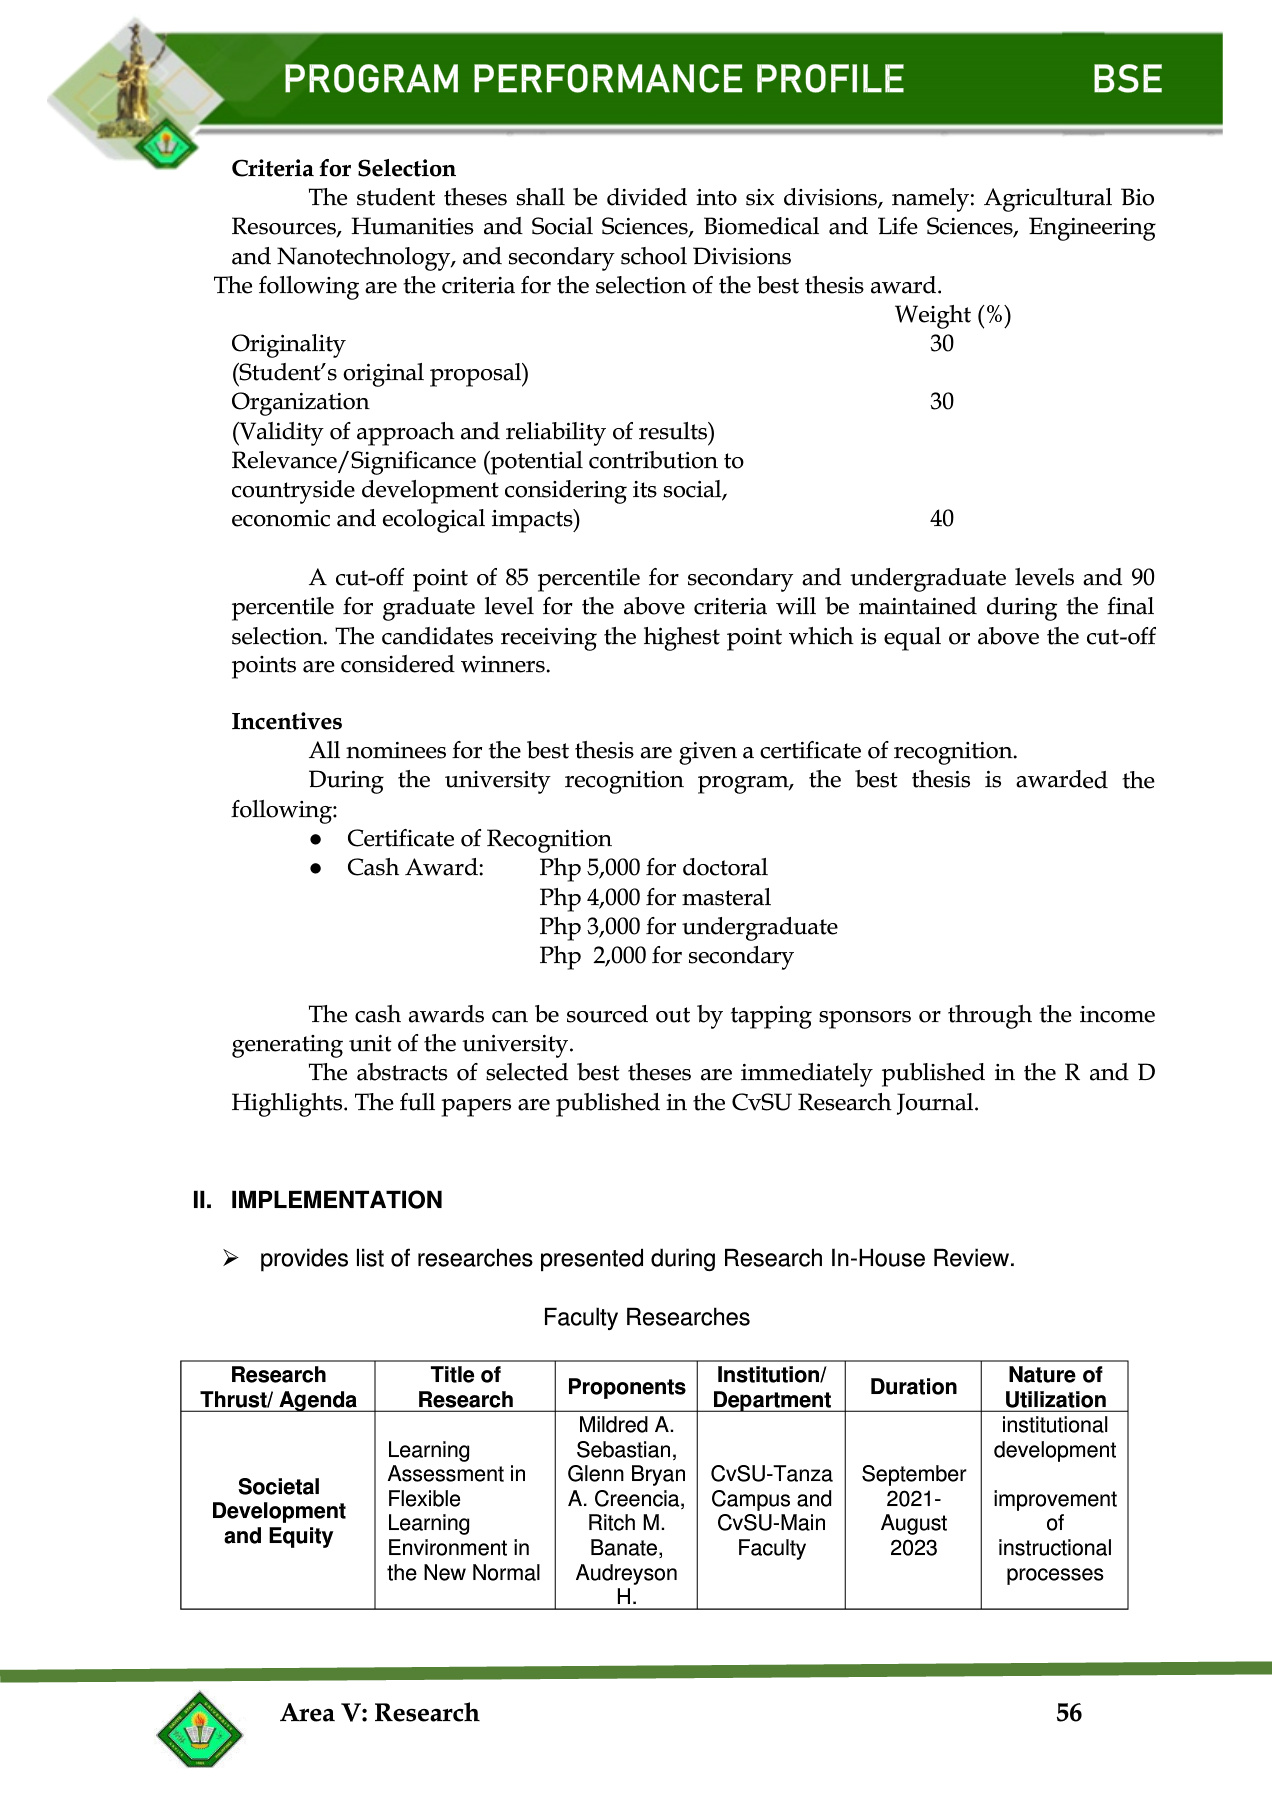 PROGRAM PERFORMANCE PROFILE BSE
Criteria for Selection
The student theses shall be divided into six divisions, namely: Agricultural Bio
Resources, Humanities and Social Sciences, Biomedical and Life Sciences, Engineering
and Nanotechnology, and secondary school Divisions
The following are the criteria for the selection of the best thesis award.
Weight (%)
Originality 30
(Student's original proposal)
Organization 30
(Validity of approach and reliability of results)
Relevance/Significance (potential contribution to
countryside development considering its social,
economic and ecological impacts) 40
A cut-off point of 85 percentile for secondary and undergraduate levels and 90
percentile for graduate level for the above criteria will be maintained during the final
selection. The candidates receiving the highest point which is equal or above the cut-off
points are considered winners.
Incentives
All nominees for the best thesis are given a certificate of recognition.
During the university recognition program, the best thesis is awarded the
following:
● Certificate of Recognition
● Cash Award: Php 5,000 for doctoral
Php 4,000 for masteral
Php 3,000 for undergraduate
Php 2,000 for secondary
The cash awards can be sourced out by tapping sponsors or through the income
generating unit of the university.
The abstracts of selected best theses are immediately published in the R and D
Highlights. The full papers are published in the CvSU Research Journal.
II. IMPLEMENTATION
➢ provides list of researches presented during Research In-House Review.
Faculty Researches
Research
Thrust/ Agenda
Title of
Research
Proponents
Institution/
Department
Duration
Nature of
Utilization
Societal
Development
and Equity
Learning
Assessment in
Flexible
Learning
Environment in
the New Normal
Mildred A.
Sebastian,
Glenn Bryan
A. Creencia,
Ritch M.
Banate,
Audreyson
H.
CvSU-Tanza
Campus and
CvSU-Main
Faculty
September
2021-
August
2023
institutional
development
improvement
of
instructional
processes
Area V: Research 56